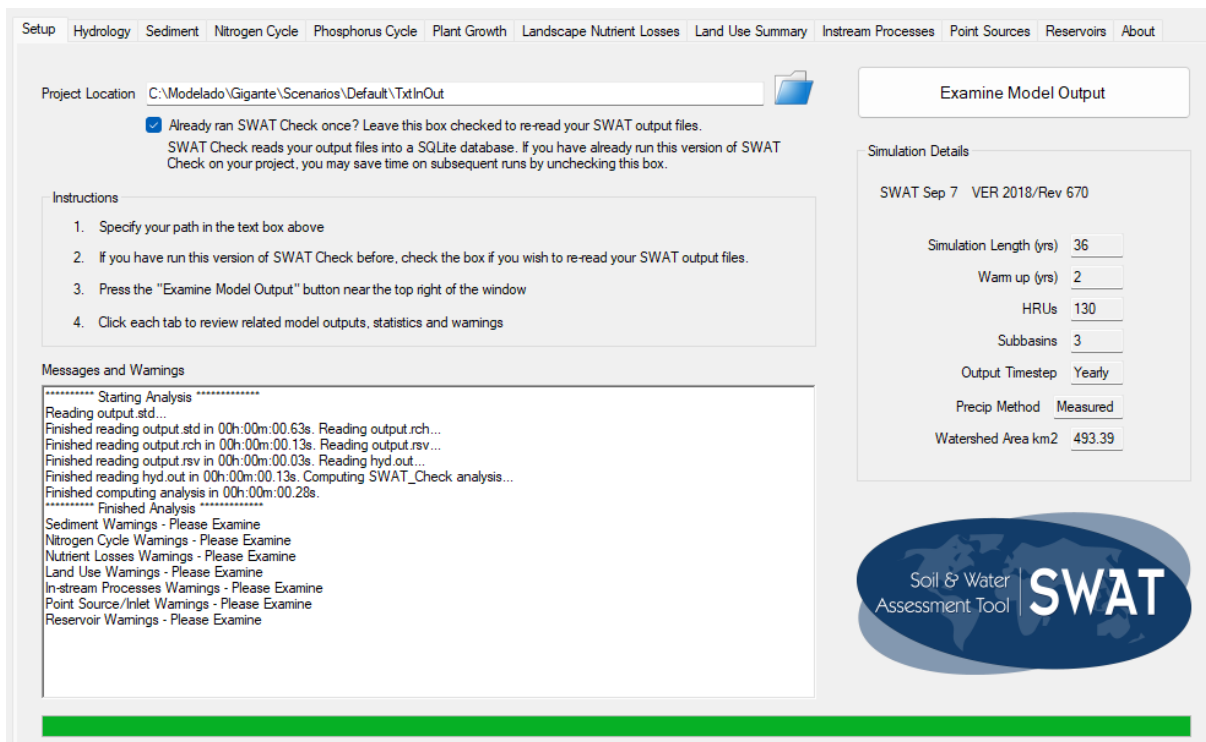 Setup Hydrology Sediment Nitrogen Cycle Phosphorus Cycle Plant Growth Landscape Nutrient Losses Land Use Summary Instream Processes Point Sources Reservoirs About
Project Location C:\Modelado\Gigante\Scenarios\Default\TxtInOut
Already ran SWAT Check once? Leave this box checked to re-read your SWAT output files.
SWAT Check reads your output files into a SQLite database. If you have already run this version of SWAT
Check on your project, you may save time on subsequent runs by unchecking this box.
Instructions
1. Specify your path in the text box above
2. If you have run this version of SWAT Check before, check the box if you wish to re-read your SWAT output files.
3. Press the "Examine Model Output" button near the top right of the window
4. Click each tab to review related model outputs, statistics and warnings
Messages and Warnings
********** Starting Analysis *************
Reading output.std...
Finished reading output.std in 00h:00m:00.63s. Reading output.rch...
Finished reading output.rch in 00h:00m:00.13s. Reading output.rsv...
Finished reading output.rsv in 00h:00m:00.03s. Reading hyd.out...
Finished reading hyd.out in 00h:00m:00.13s. Computing SWAT_Check analysis...
Finished computing analysis in 00h:00m:00.28s.
********** Finished Analysis *************
Sediment Warnings - Please Examine
Nitrogen Cycle Warnings - Please Examine
Nutrient Losses Warnings - Please Examine
Land Use Warnings - Please Examine
In-stream Processes Warnings - Please Examine
Point Source/Inlet Warnings - Please Examine
Reservoir Warnings - Please Examine
Examine Model Output
Simulation Details
SWAT Sep 7 VER 2018/Rev 670
Simulation Length (yrs) 36
Warm up (yrs) 2
HRUs 130
Subbasins 3
Output Timestep Yearly
Precip Method Measured
Watershed Area km2 493.39
Soil & Water
Assessment Tool
SWAT